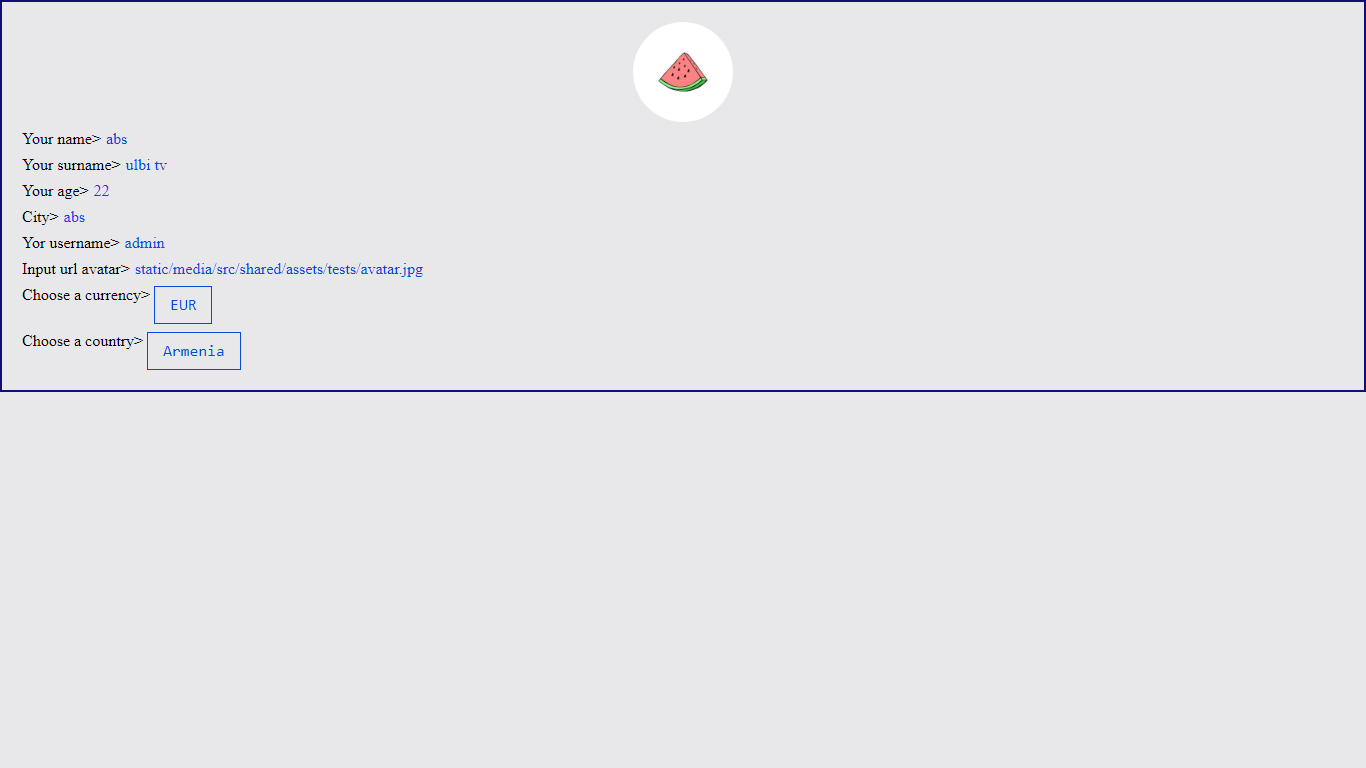 Your name> abs
Your surname> ulbi tv
Your age> 22
City> abs
Yor username> admin
Input url avatar> static/media/src/shared/assets/tests/avatar.jpg
Choose a currency> EUR
Choose a country> Armenia